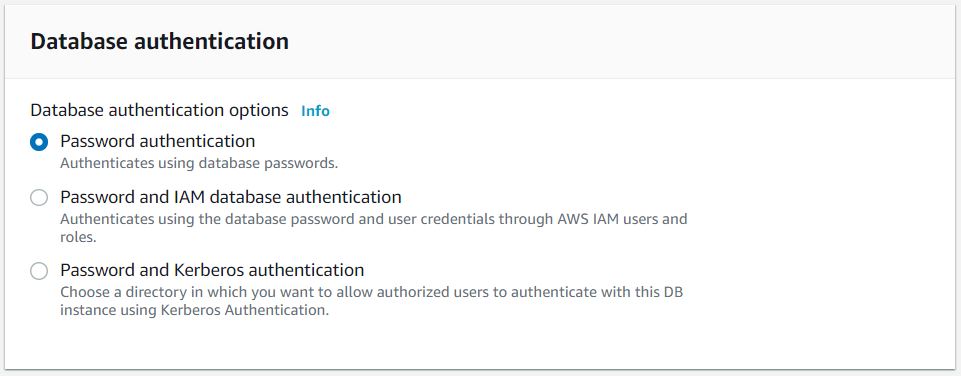 Database authentication
Database authentication options Info
Password authentication
Authenticates using database passwords.
Password and IAM database authentication
Authenticates using the database password and user credentials through AWS IAM users and
roles.
Password and Kerberos authentication
Choose a directory in which you want to allow authorized users to authenticate with this DB
instance using Kerberos Authentication.